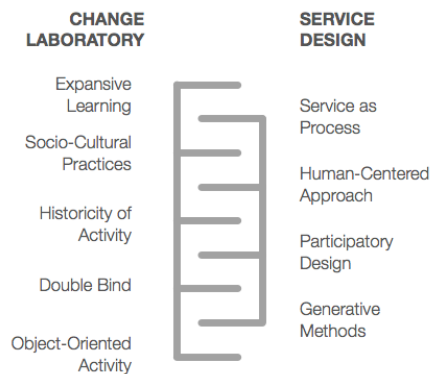 CHANGE
LABORATORY
Expansive
Learning
Socio-Cultural
Practices
Historicity of
Activity
Double Bind
Object-Oriented
Activity
SERVICE
DESIGN
Service as
Process
Human-Centered
Approach
Participatory
Design
Generative
Methods